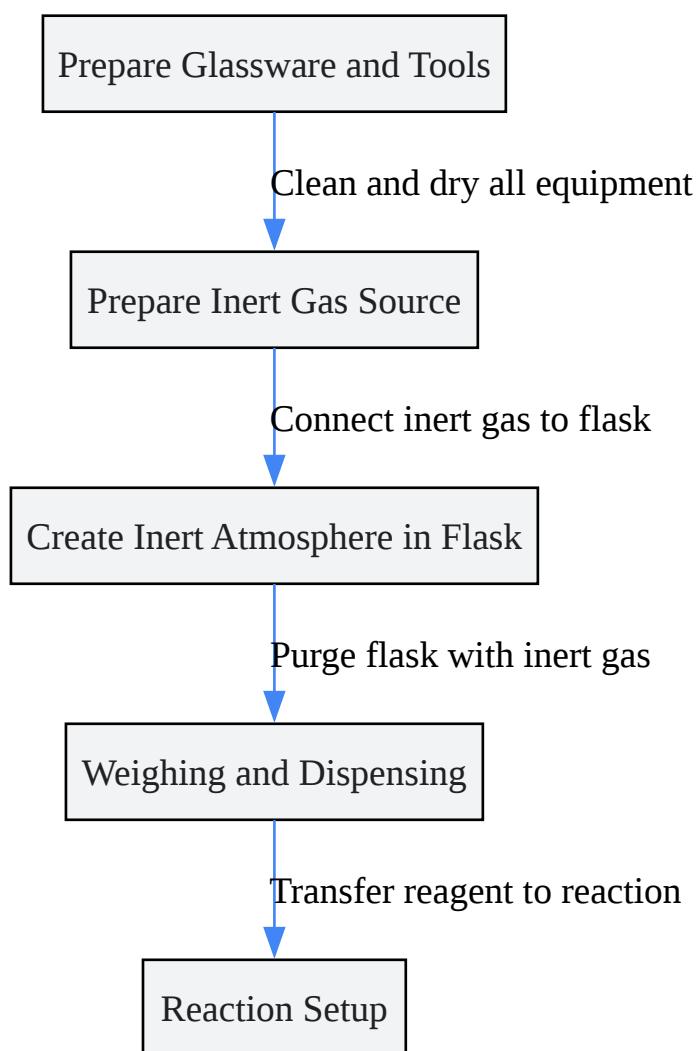 Prepare Glassware and Tools
Clean and dry all equipment
Prepare Inert Gas Source
Connect inert gas to flask
Create Inert Atmosphere in Flask
Purge flask with inert gas
Weighing and Dispensing
Transfer reagent to reaction
Reaction Setup